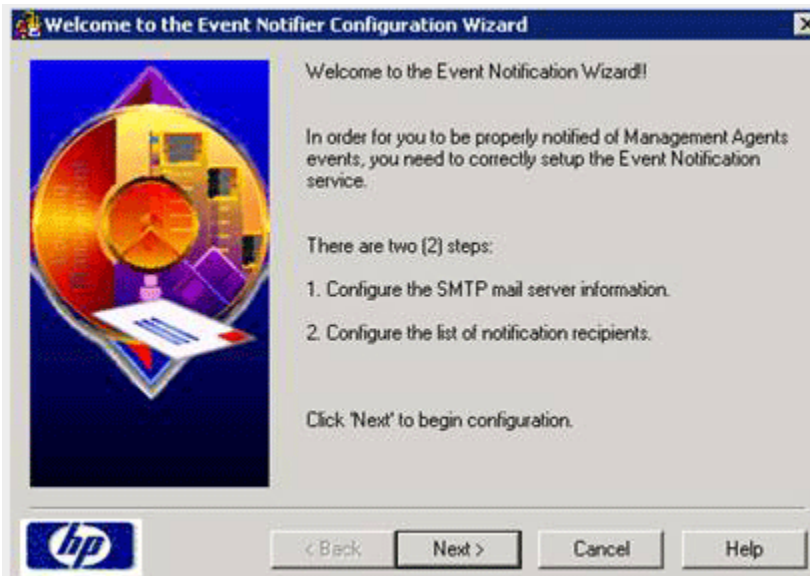 Welcome to the Event Notifier Configuration Wizard
Welcome to the Event Notification Wizard!!
In order for you to be properly notified of Management Agents
events, you need to correctly setup the Event Notification
service.
There are two (2) steps:
1. Configure the SMTP mail server information.
2. Configure the list of notification recipients.
Click 'Next' to begin configuration.
hp
< Back
Next >
Cancel
Help